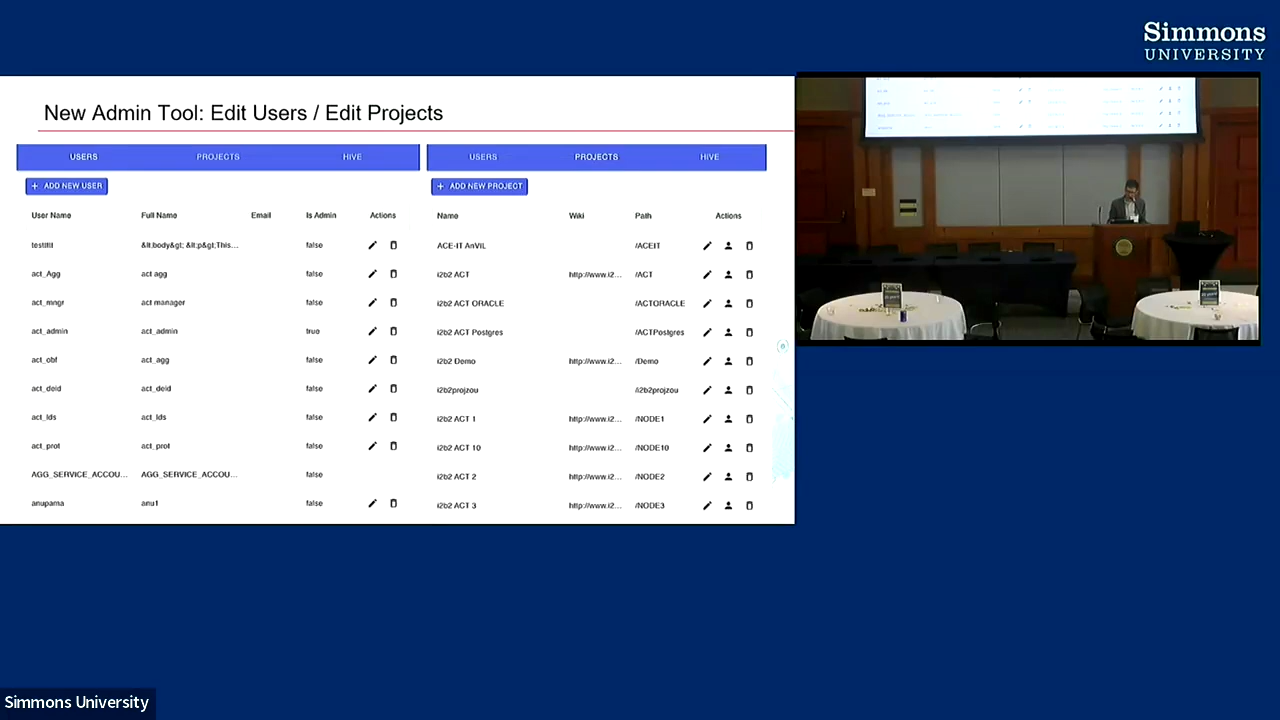 Simmons
UNIVERSITY
New Admin Tool: Edit Users / Edit Projects
USERS PROJECTS HIVE
+ ADD NEW USER
User Name Full Name Email Is Admin Actions
&lt;body&gt; &lt;p&gt;This... false
act_Agg act agg false
act_mngr act manager false
act_admin act_admin true
act_obf act_agg false
act_deid act_deid false
act_lds act_lds false
act_prot act_prot false
AGG_SERVICE_ACCOU... AGG_SERVICE_ACCOU... false
anupama anu1 false
USERS PROJECTS HIVE
+ ADD NEW PROJECT
Name Wiki Path Actions
ACE-IT AnVIL /ACEIT
i2b2 ACT http://www.i2... /ACT
i2b2 ACT ORACLE /ACTORACLE
i2b2 ACT Postgres /ACTPostgres
i2b2 Demo http://www.i2... /Demo
i2b2projzou /i2b2projzou
i2b2 ACT 1 http://www.i2... /NODE1
i2b2 ACT 10 http://www.i2... /NODE10
i2b2 ACT 2 http://www.i2... /NODE2
i2b2 ACT 3 http://www.i2... /NODE3
Simmons University